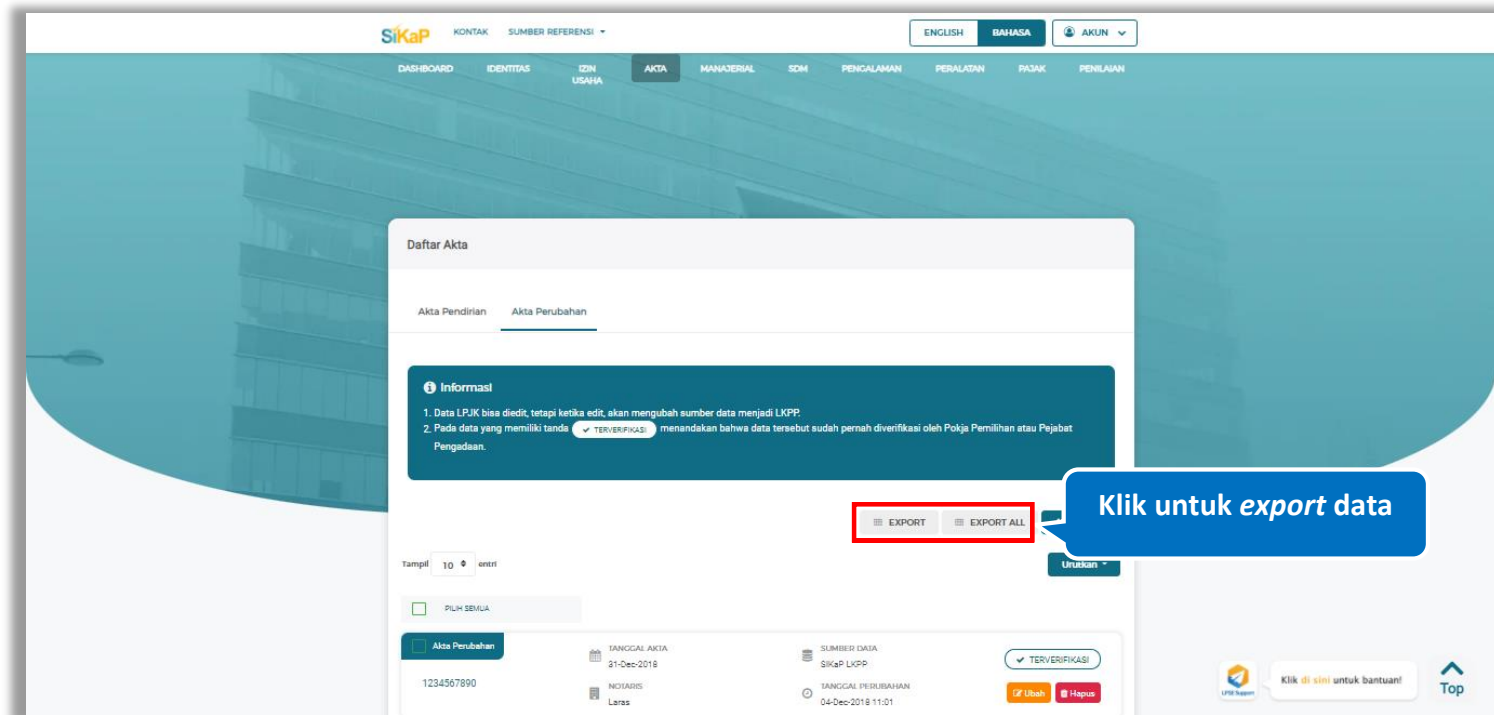 SiKaP KONTAK SUMBER REFERENSI ENGLISH BAHASA AKUN
DASHBOARD IDENTITAS IZIN USAHA AKTA MANAJERIAL SDM PENGALAMAN PERALATAN PAJAK PENILAIAN
Daftar Akta
Akta Pendirian Akta Perubahan
Informasi
1. Data LPJK bisa diedit, tetapi ketika edit, akan mengubah sumber data menjadi LKPP.
2. Pada data yang memiliki tanda TERVERIFIKASI menandakan bahwa data tersebut sudah pernah diverifikasi oleh Pokja Pemilihan atau Pejabat
Pengadaan.
Klik untuk export data
EXPORT EXPORT ALL
Tampil 10 entri Urutkan
PILIH SEMUA
Akta Perubahan
1234567890
TANGGAL AKTA
31-Dec-2018
NOTARIS
Laras
SUMBER DATA
SIKaP LKPP
TANGGAL PERUBAHAN
04-Dec-2018 11:01
TERVERIFIKASI
Ubah Hapus
LPSE Support
Klik di sini untuk bantuan!
Top